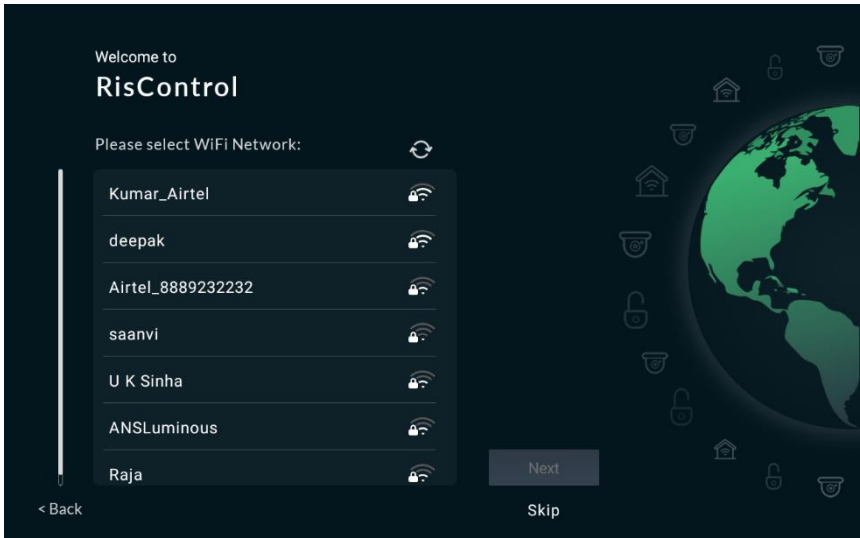 Welcome to
RisControl
Please select WiFi Network:
Kumar_Airtel
deepak
Airtel_8889232232
saanvi
U K Sinha
ANSLuminous
Raja
Next
< Back
Skip